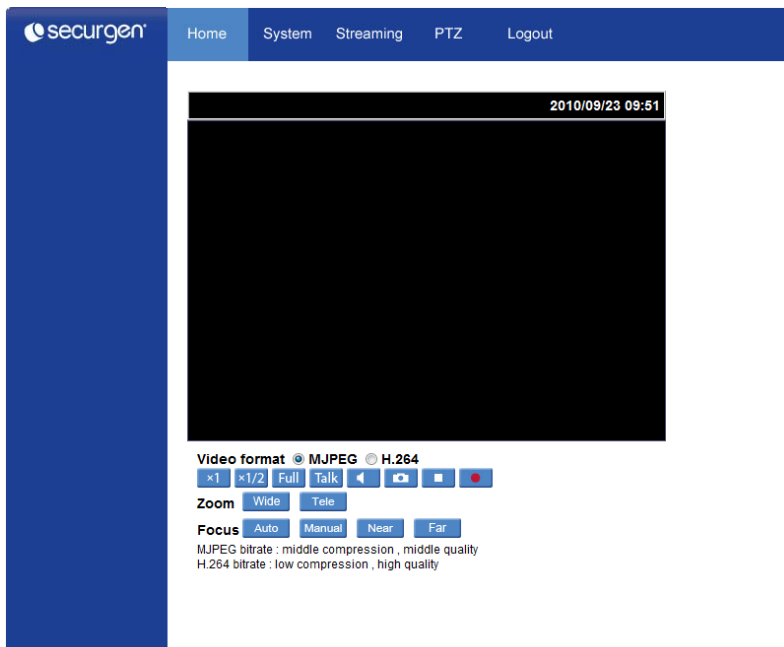 securgen
Home System Streaming PTZ Logout
2010/09/23 09:51
Video format MJPEG H.264
×1 ×1/2 Full Talk
Zoom Wide Tele
Focus Auto Manual Near Far
MJPEG bitrate : middle compression , middle quality
H.264 bitrate : low compression , high quality